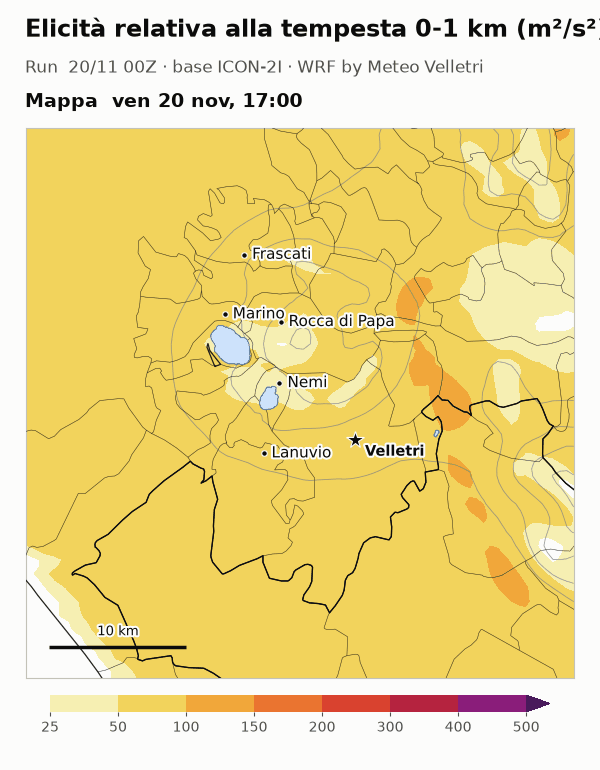 Elicità relativa alla tempesta 0-1 km (m²/s²)
Run  20/11 00Z · base ICON-2I · WRF by Meteo Velletri
Mappa  ven 20 nov, 17:00
Frascati
Marino
Rocca di Papa
Nemi
Velletri
Lanuvio
10 km
25 50 100 150 200 300 400 500